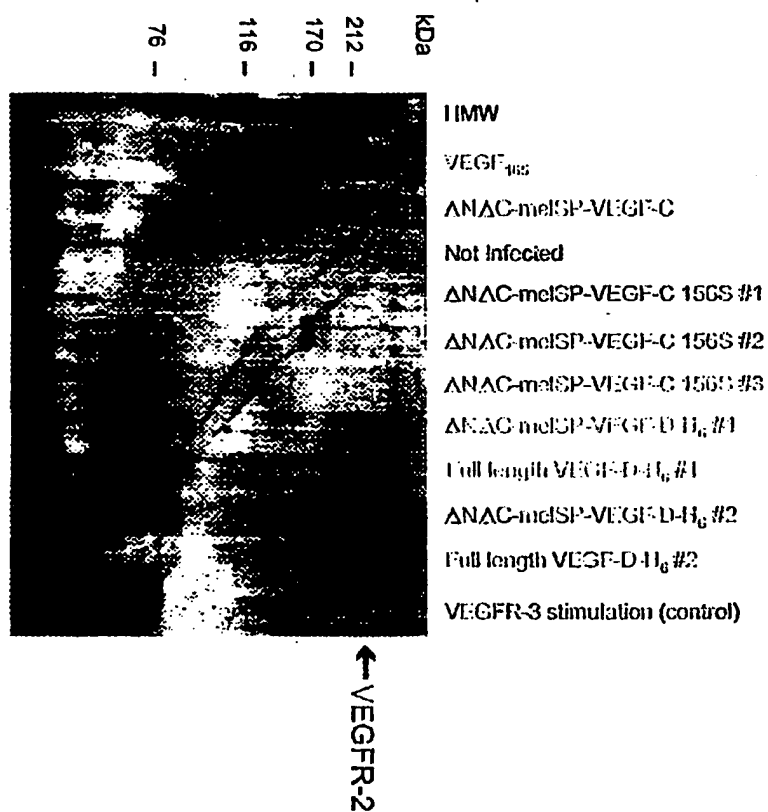 kDa
212 –
170 –
116 –
76 –
HMW
VEGF165
ΔNΔC-melSP-VEGF-C
Not Infected
ΔNΔC-melSP-VEGF-C 156S #1
ΔNΔC-melSP-VEGF-C 156S #2
ΔNΔC-melSP-VEGF-C 156S #3
ΔNΔC-melSP-VEGF-D-H6 #1
Full length VEGF-D-H6 #1
ΔNΔC-melSP-VEGF-D-H6 #2
Full length VEGF-D-H6 #2
VEGFR-3 stimulation (control)
← VEGFR-2